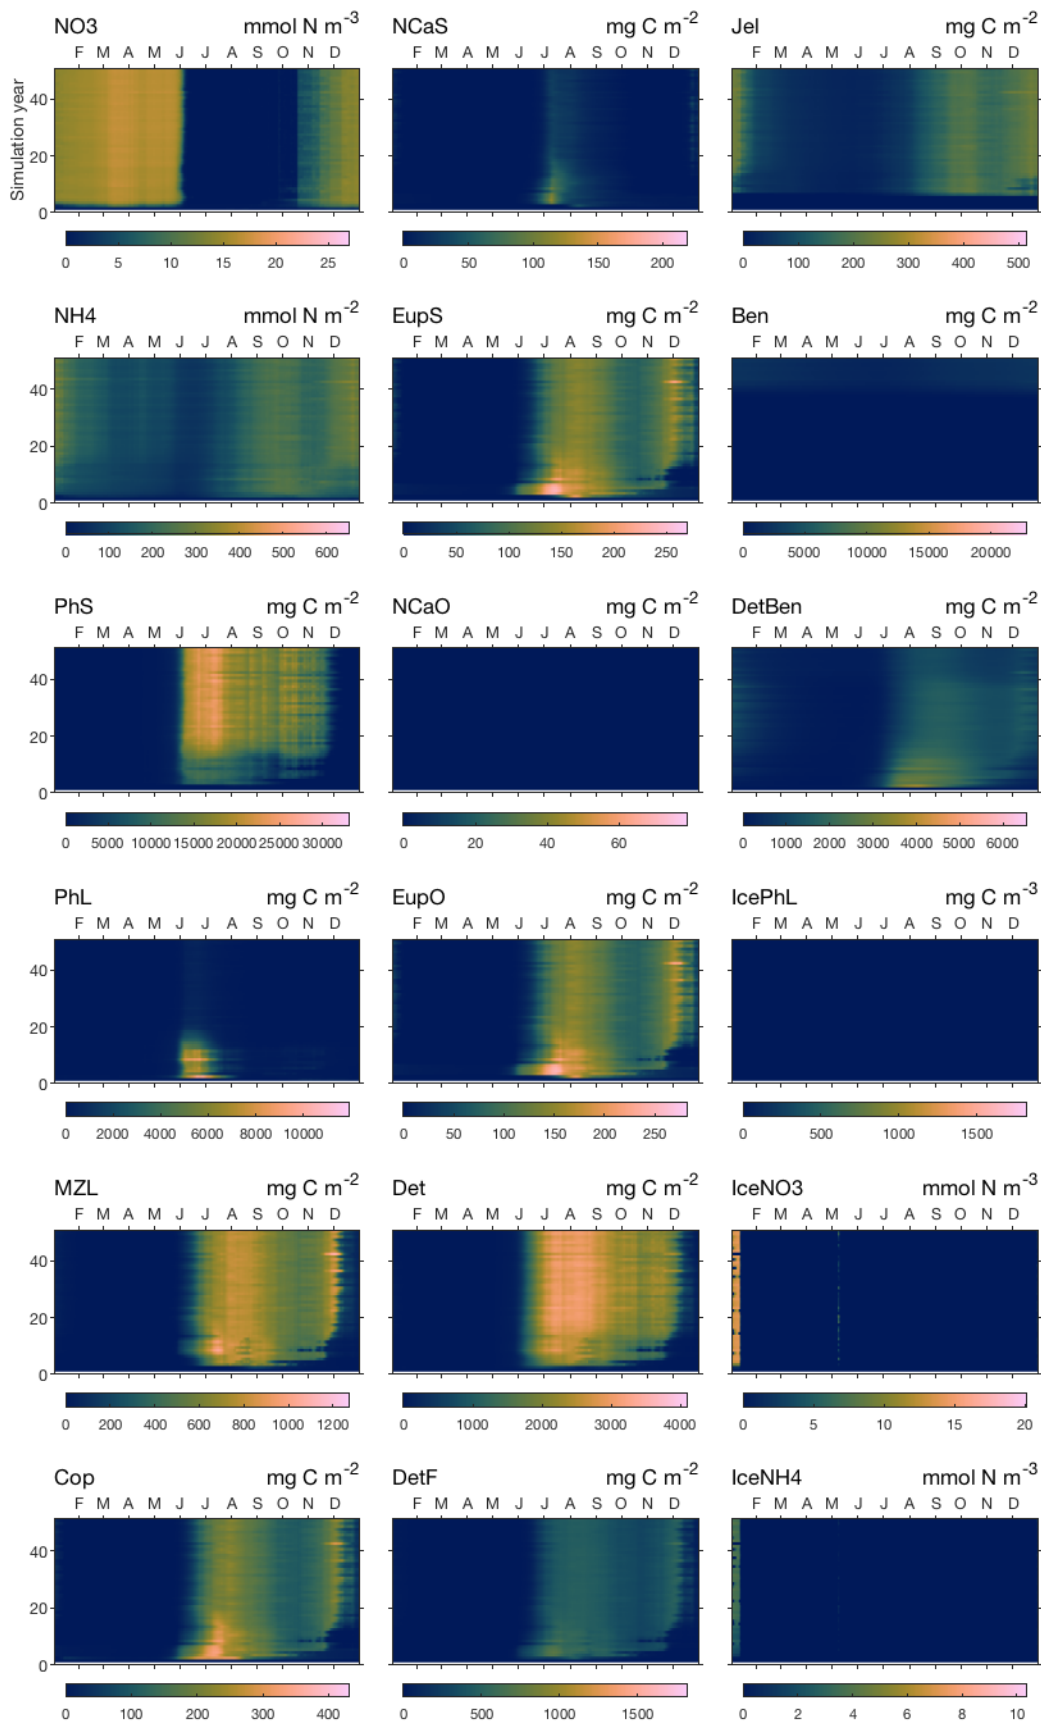 NO3 mmol N m-3 NCaS mg C m-2 Jel mg C m-2
F M A M J J A S O N D F M A M J J A S O N D F M A M J J A S O N D
Simulation year
40
20
0
0 5 10 15 20 25 0 50 100 150 200 0 100 200 300 400 500
NH4 mmol N m-2 EupS mg C m-2 Ben mg C m-2
F M A M J J A S O N D F M A M J J A S O N D F M A M J J A S O N D
40
20
0
0 100 200 300 400 500 600 0 50 100 150 200 250 0 5000 10000 15000 20000
PhS mg C m-2 NCaO mg C m-2 DetBen mg C m-2
F M A M J J A S O N D F M A M J J A S O N D F M A M J J A S O N D
40
20
0
0 5000 10000 15000 20000 25000 30000 0 20 40 60 0 1000 2000 3000 4000 5000 6000
PhL mg C m-2 EupO mg C m-2 IcePhL mg C m-3
F M A M J J A S O N D F M A M J J A S O N D F M A M J J A S O N D
40
20
0
0 2000 4000 6000 8000 10000 0 50 100 150 200 250 0 500 1000 1500
MZL mg C m-2 Det mg C m-2 IceNO3 mmol N m-3
F M A M J J A S O N D F M A M J J A S O N D F M A M J J A S O N D
40
20
0
0 200 400 600 800 1000 1200 0 1000 2000 3000 4000 0 5 10 15 20
Cop mg C m-2 DetF mg C m-2 IceNH4 mmol N m-3
F M A M J J A S O N D F M A M J J A S O N D F M A M J J A S O N D
40
20
0
0 100 200 300 400 0 500 1000 1500 0 2 4 6 8 10